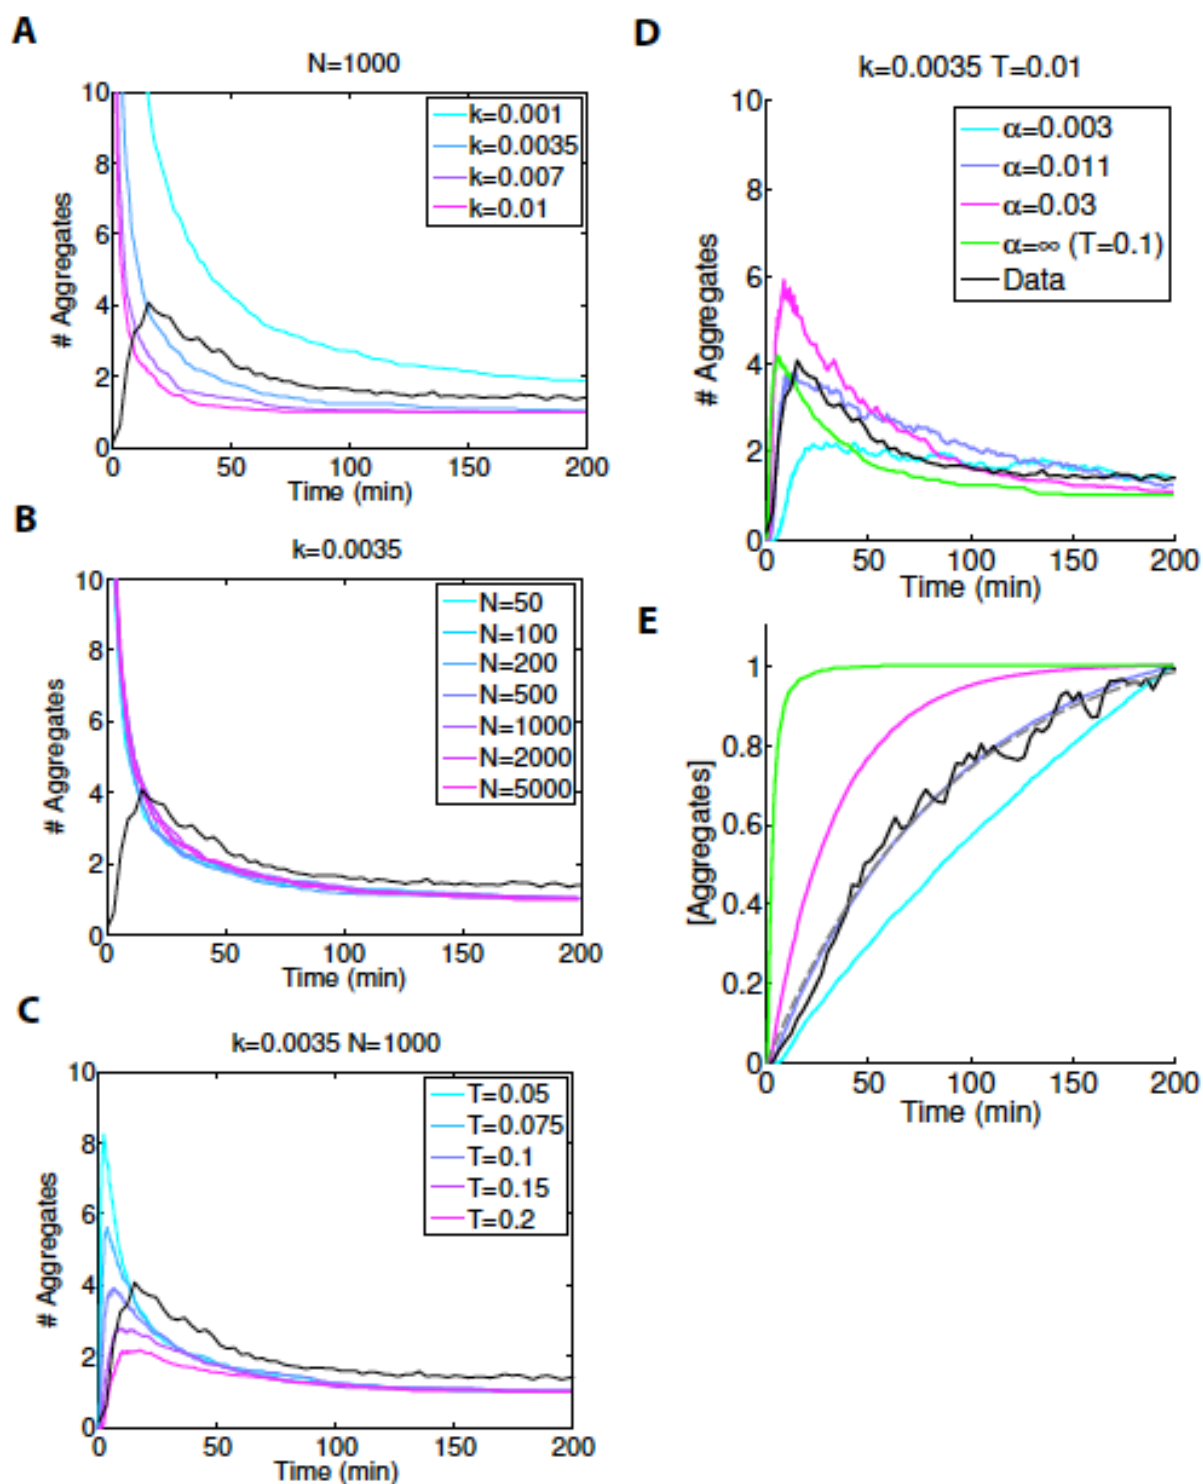 A
N=1000
# Aggregates
10
8
6
4
2
0
k=0.001
k=0.0035
k=0.007
k=0.01
0 50 100 150 200
Time (min)
B
k=0.0035
# Aggregates
10
8
6
4
2
0
N=50
N=100
N=200
N=500
N=1000
N=2000
N=5000
0 50 100 150 200
Time (min)
C
k=0.0035 N=1000
# Aggregates
10
8
6
4
2
0
T=0.05
T=0.075
T=0.1
T=0.15
T=0.2
0 50 100 150 200
Time (min)
D
k=0.0035 T=0.01
# Aggregates
10
8
6
4
2
0
α=0.003
α=0.011
α=0.03
α=∞ (T=0.1)
Data
0 50 100 150 200
Time (min)
E
[Aggregates]
1
0.8
0.6
0.4
0.2
0
0 50 100 150 200
Time (min)